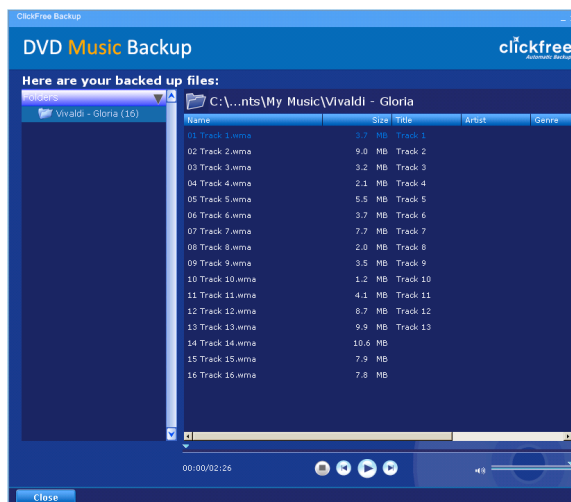 ClickFree Backup
DVD Music Backup
clickfree
Automatic Backup
Here are your backed up files:
Folders
Vivaldi - Gloria (16)
C:\...nts\My Music\Vivaldi - Gloria
Name Size Title Artist Genre
01 Track 1.wma 3.7 MB Track 1
02 Track 2.wma 9.0 MB Track 2
03 Track 3.wma 3.2 MB Track 3
04 Track 4.wma 2.1 MB Track 4
05 Track 5.wma 5.5 MB Track 5
06 Track 6.wma 3.7 MB Track 6
07 Track 7.wma 7.7 MB Track 7
08 Track 8.wma 2.0 MB Track 8
09 Track 9.wma 3.5 MB Track 9
10 Track 10.wma 1.2 MB Track 10
11 Track 11.wma 4.1 MB Track 11
12 Track 12.wma 8.7 MB Track 12
13 Track 13.wma 9.9 MB Track 13
14 Track 14.wma 10.6 MB
15 Track 15.wma 7.9 MB
16 Track 16.wma 7.8 MB
00:00/02:26
Close